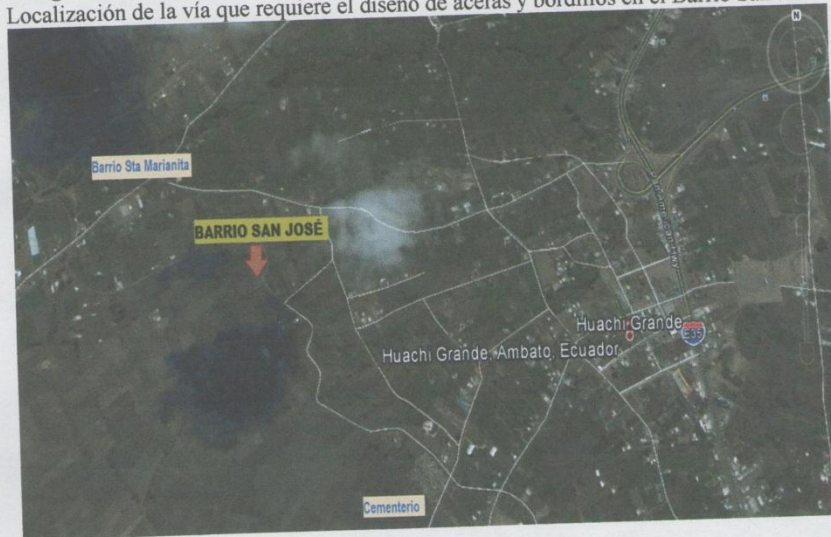 Localización de la vía que requiere el diseño de aceras y bordillos en el Barrio
N
Barrio Sta Marianita
BARRIO SAN JOSÉ
Huachi Grande
E35
Huachi Grande, Ambato, Ecuador
Cementerio